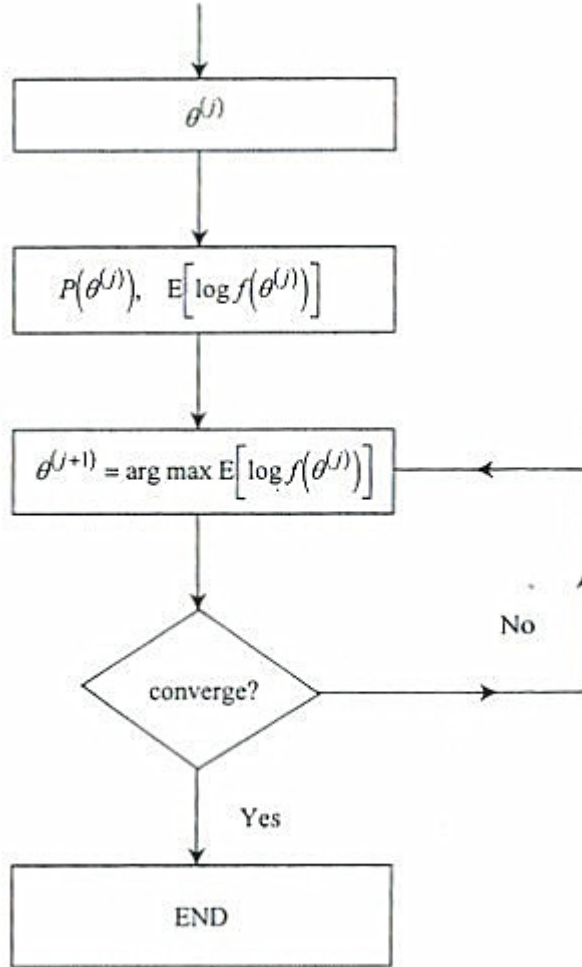 θ^(j)
P(θ^(j)), E[log f(θ^(j))]
θ^(j+1) = arg max E[log f(θ^(j))]
No
converge?
Yes
END